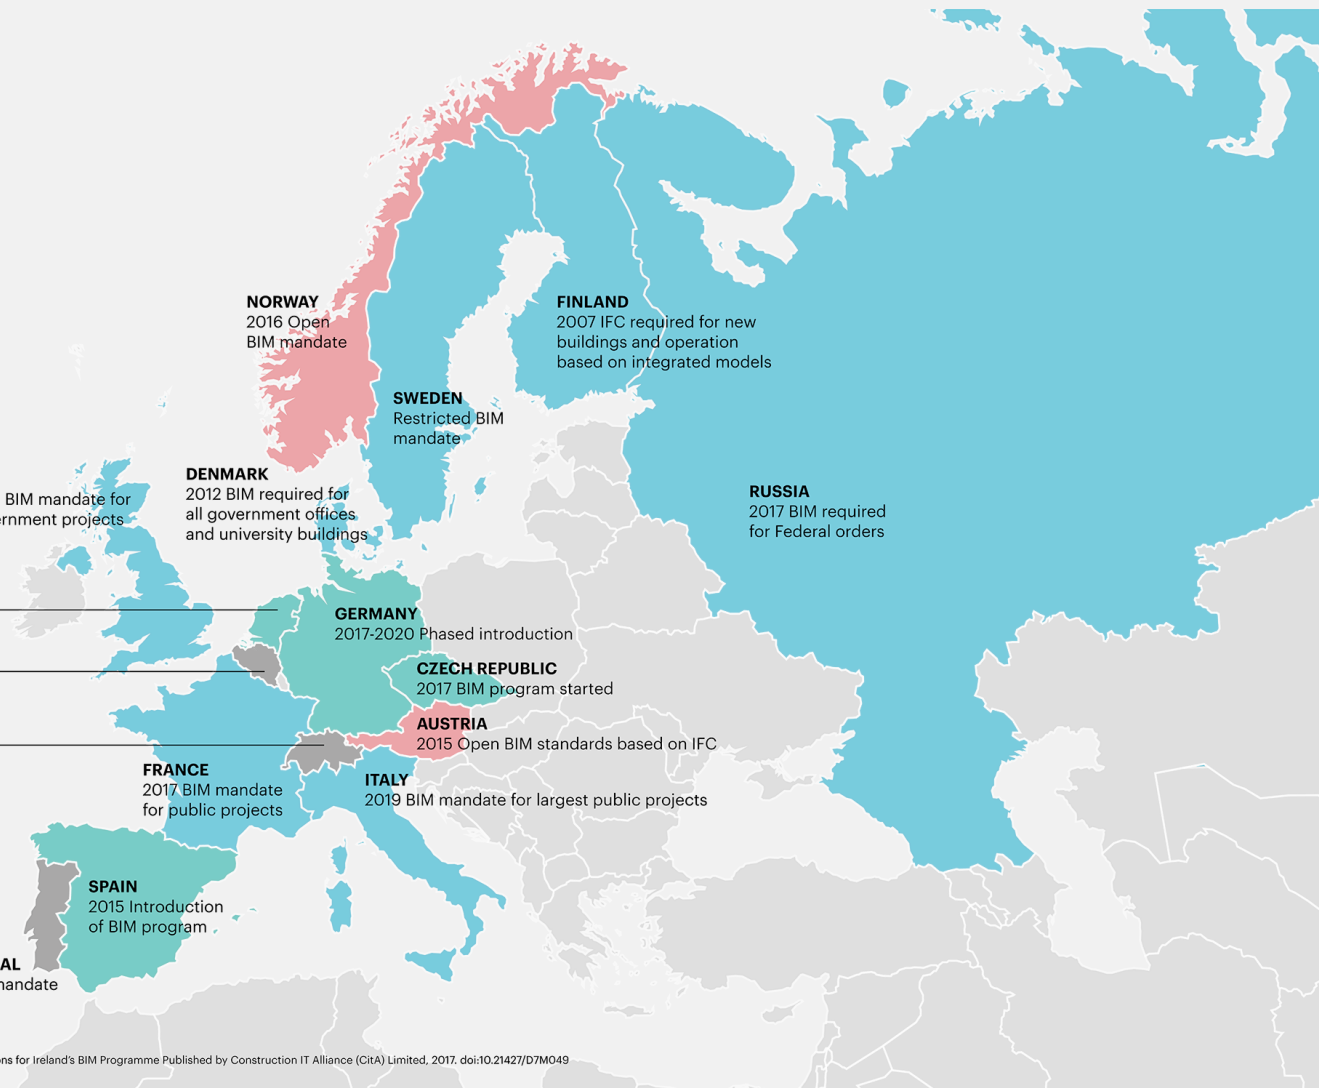 NORWAY
2016 Open
BIM mandate
FINLAND
2007 IFC required for new
buildings and operation
based on integrated models
SWEDEN
Restricted BIM
mandate
DENMARK
2012 BIM required for
all government offices
and university buildings
BIM mandate for
ernment projects
RUSSIA
2017 BIM required
for Federal orders
GERMANY
2017-2020 Phased introduction
CZECH REPUBLIC
2017 BIM program started
AUSTRIA
2015 Open BIM standards based on IFC
FRANCE
2017 BIM mandate
for public projects
ITALY
2019 BIM mandate for largest public projects
SPAIN
2015 Introduction
of BIM program
AL
mandate
ns for Ireland's BIM Programme Published by Construction IT Alliance (CitA) Limited, 2017. doi:10.21427/D7M049